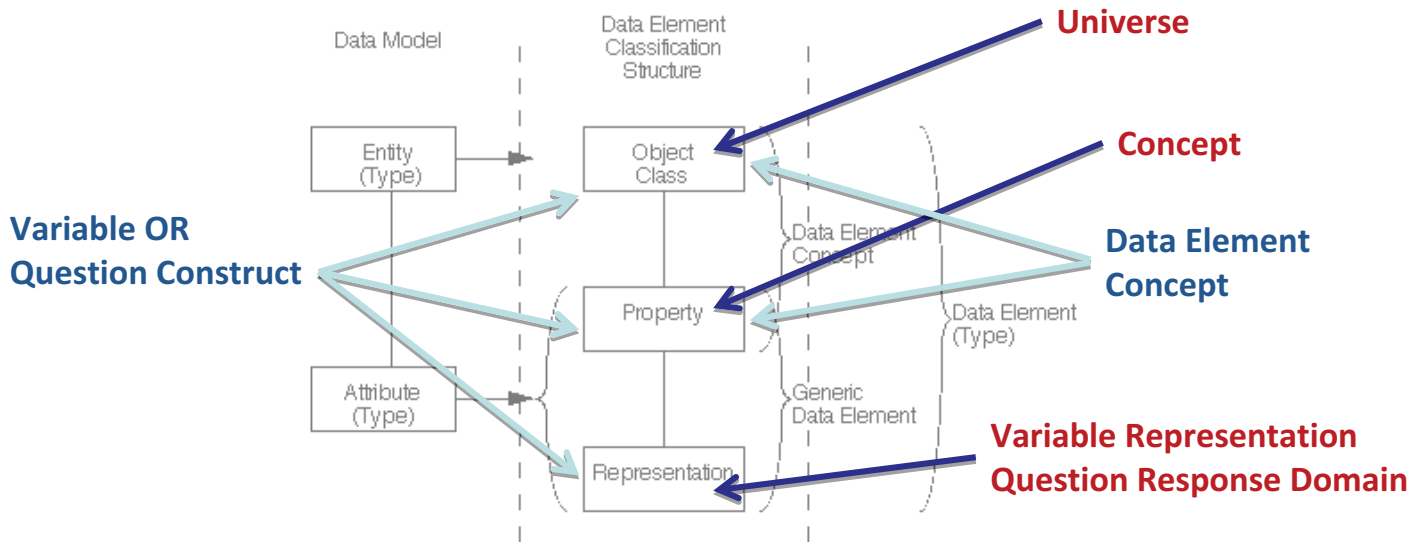 Data Model
Data Element
Classification
Structure
Universe
Entity
(Type)
Object
Class
Concept
Variable OR
Question Construct
Data Element
Concept
Data Element
Concept
Property
Data Element
(Type)
Attribute
(Type)
Generic
Data Element
Representation
Variable Representation
Question Response Domain